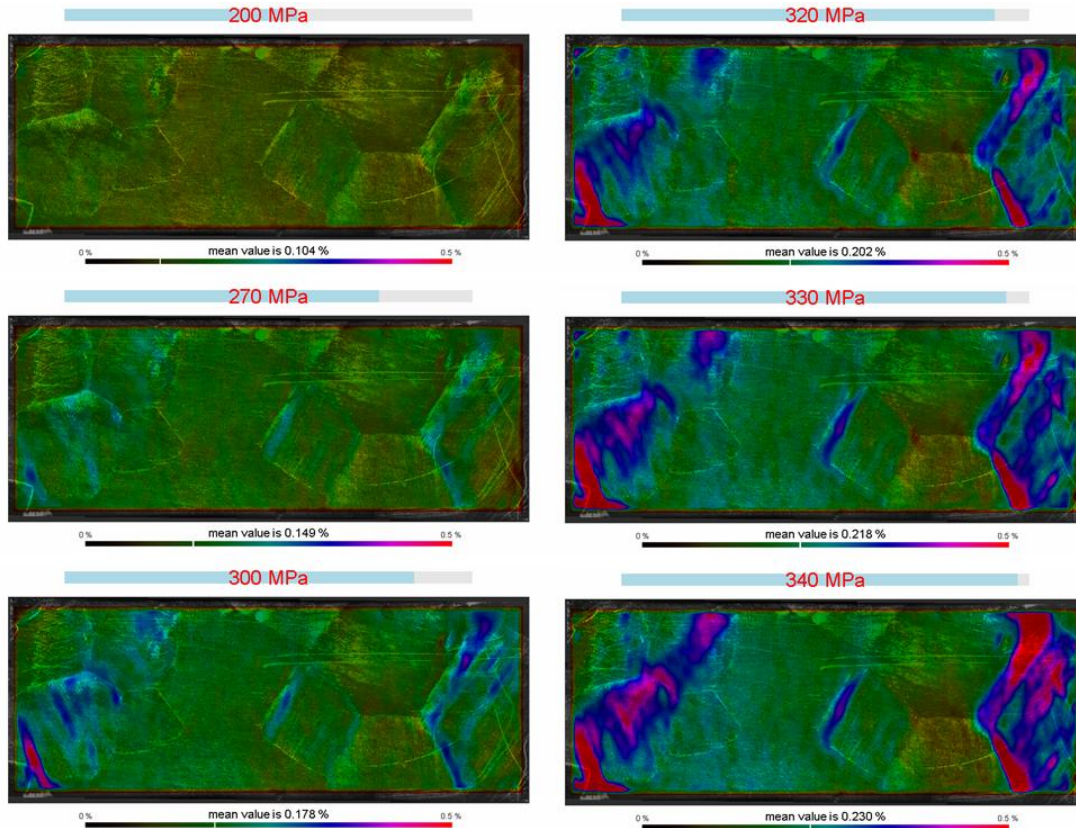 200 MPa
0 %
mean value is 0.104 %
0.5 %
270 MPa
0 %
mean value is 0.149 %
0.5 %
300 MPa
0 %
mean value is 0.178 %
0.5 %
320 MPa
0 %
mean value is 0.202 %
0.5 %
330 MPa
0 %
mean value is 0.218 %
0.5 %
340 MPa
0 %
mean value is 0.230 %
0.5 %